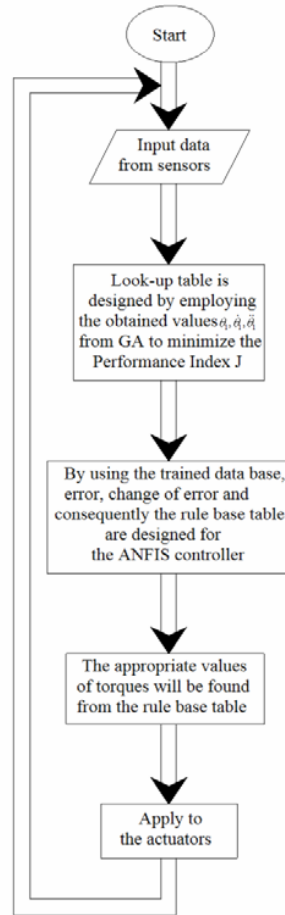 Start
Input data
from sensors
Look-up table is
designed by employing
the obtained values θ₁, θ̇₁, θ̈₁
from GA to minimize the
Performance Index J
By using the trained data base,
error, change of error and
consequently the rule base table
are designed for
the ANFIS controller
The appropriate values
of torques will be found
from the rule base table
Apply to
the actuators